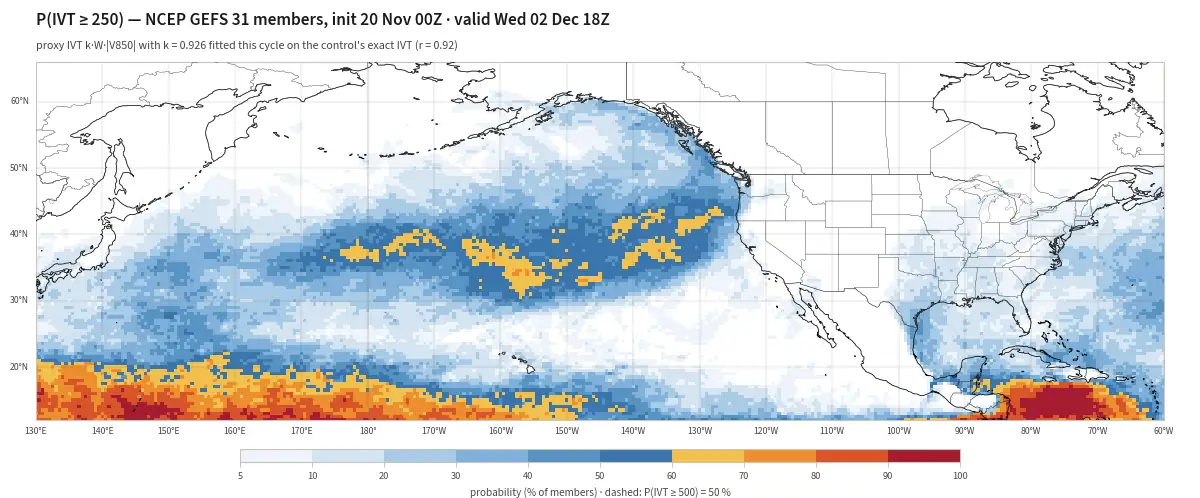 P(IVT ≥ 250) — NCEP GEFS 31 members, init 20 Nov 00Z · valid Wed 02 Dec 18Z
proxy IVT k·W·|V850| with k = 0.926 fitted this cycle on the control's exact IVT (r = 0.92)
60°N
50°N
40°N
30°N
20°N
130°E 140°E 150°E 160°E 170°E 180° 170°W 160°W 150°W 140°W 130°W 120°W 110°W 100°W 90°W 80°W 70°W 60°W
5 10 20 30 40 50 60 70 80 90 100
probability (% of members) · dashed: P(IVT ≥ 500) = 50 %